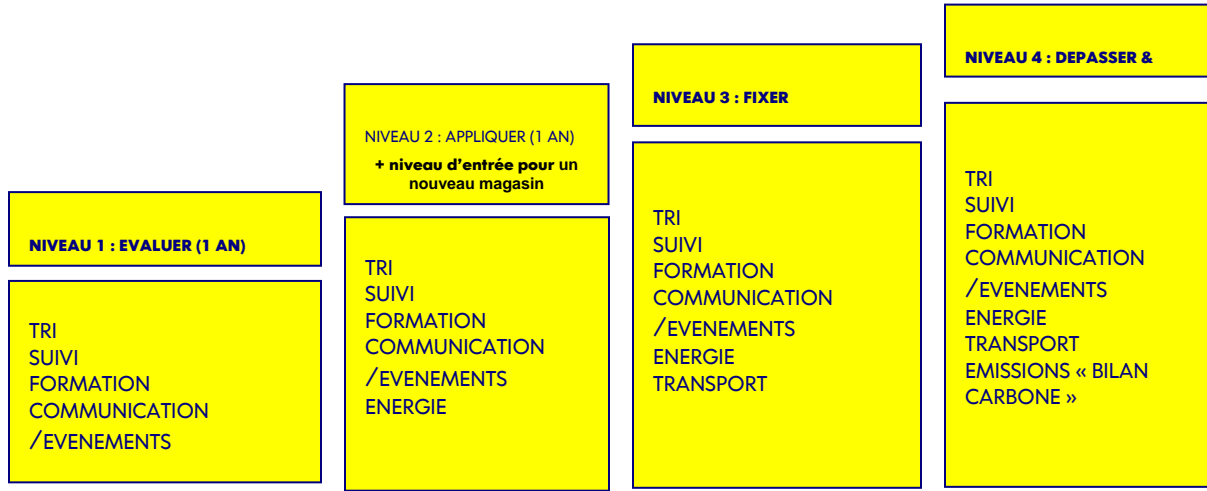 NIVEAU 1 : EVALUER (1 AN)
TRI
SUIVI
FORMATION
COMMUNICATION
/EVENEMENTS
NIVEAU 2 : APPLIQUER (1 AN)
+ niveau d’entrée pour un
nouveau magasin
TRI
SUIVI
FORMATION
COMMUNICATION
/EVENEMENTS
ENERGIE
NIVEAU 3 : FIXER
TRI
SUIVI
FORMATION
COMMUNICATION
/EVENEMENTS
ENERGIE
TRANSPORT
NIVEAU 4 : DEPASSER &
TRI
SUIVI
FORMATION
COMMUNICATION
/EVENEMENTS
ENERGIE
TRANSPORT
EMISSIONS « BILAN
CARBONE »